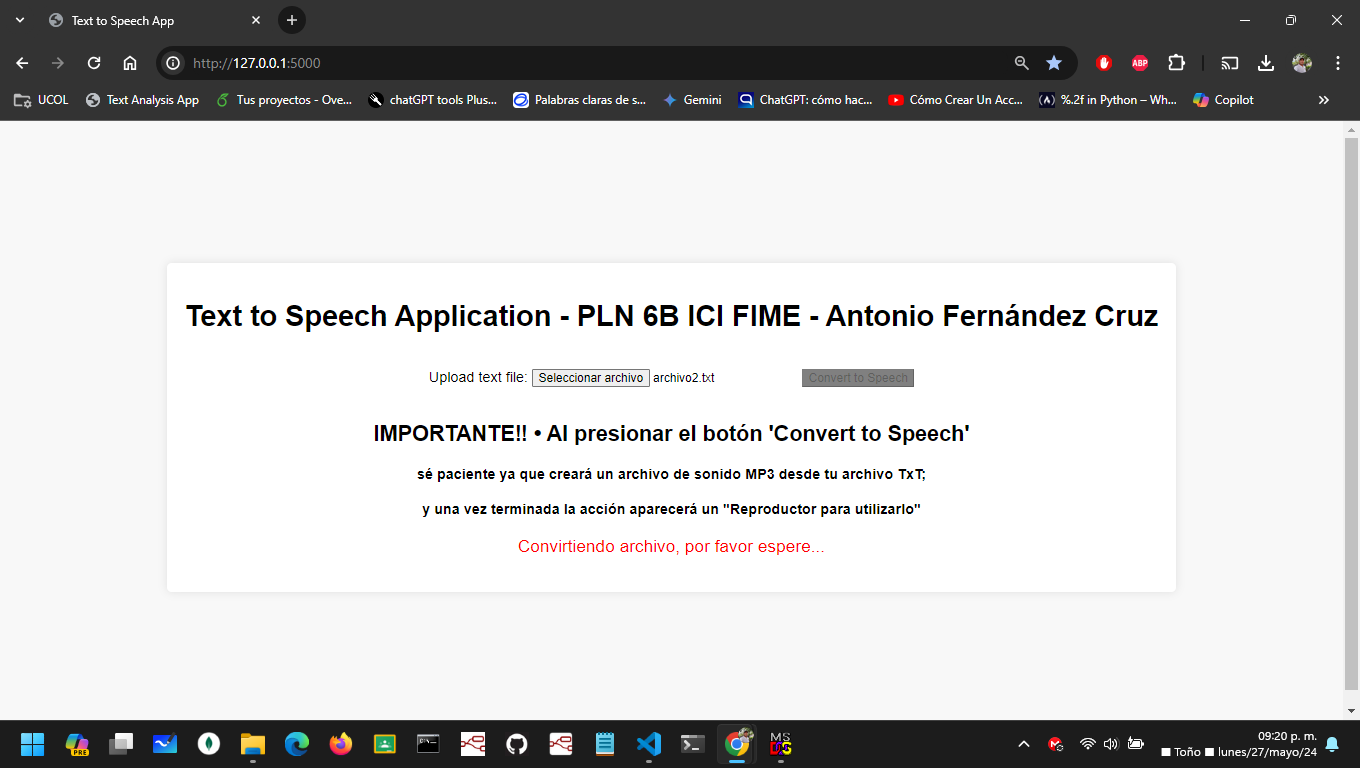 Text to Speech App
http://127.0.0.1:5000
ABP
UCOL
Text Analysis App
Tus proyectos - Ove...
chatGPT tools Plus...
Palabras claras de s...
Gemini
ChatGPT: cómo hac...
Cómo Crear Un Acc...
%.2f in Python – Wh...
Copilot
Text to Speech Application - PLN 6B ICI FIME - Antonio Fernández Cruz
Upload text file: Seleccionar archivo archivo2.txt Convert to Speech
IMPORTANTE!! • Al presionar el botón 'Convert to Speech'
sé paciente ya que creará un archivo de sonido MP3 desde tu archivo TxT;
y una vez terminada la acción aparecerá un "Reproductor para utilizarlo"
Convirtiendo archivo, por favor espere...
PRE
MS
09:20 p. m.
Toño lunes/27/mayo/24